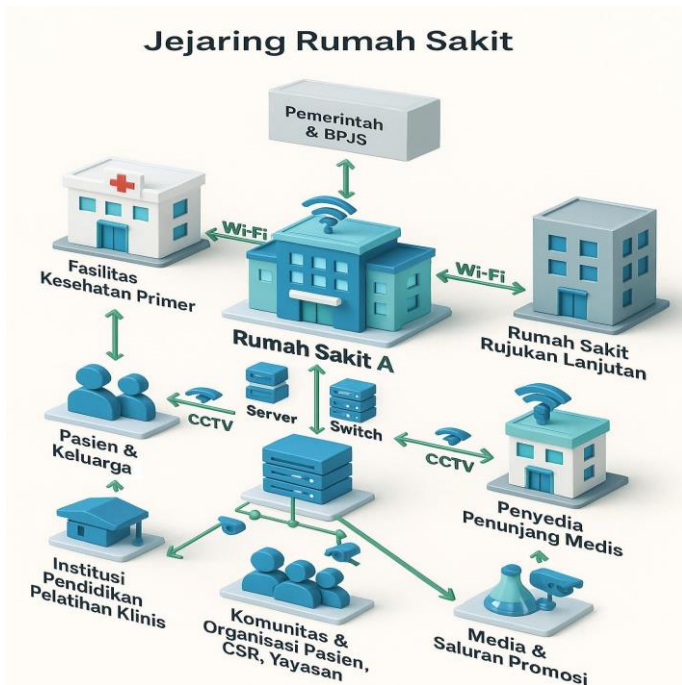 Jejaring Rumah Sakit
Pemerintah
& BPJS
Wi-Fi
Wi-Fi
Fasilitas
Kesehatan Primer
Rumah Sakit A
Rumah Sakit
Rujukan Lanjutan
Server
Switch
CCTV
CCTV
Pasien &
Keluarga
Penyedia
Penunjang Medis
Institusi
Pendidikan
Pelatihan Klinis
Komunitas &
Organisasi Pasien,
CSR, Yayasan
Media &
Saluran Promosi